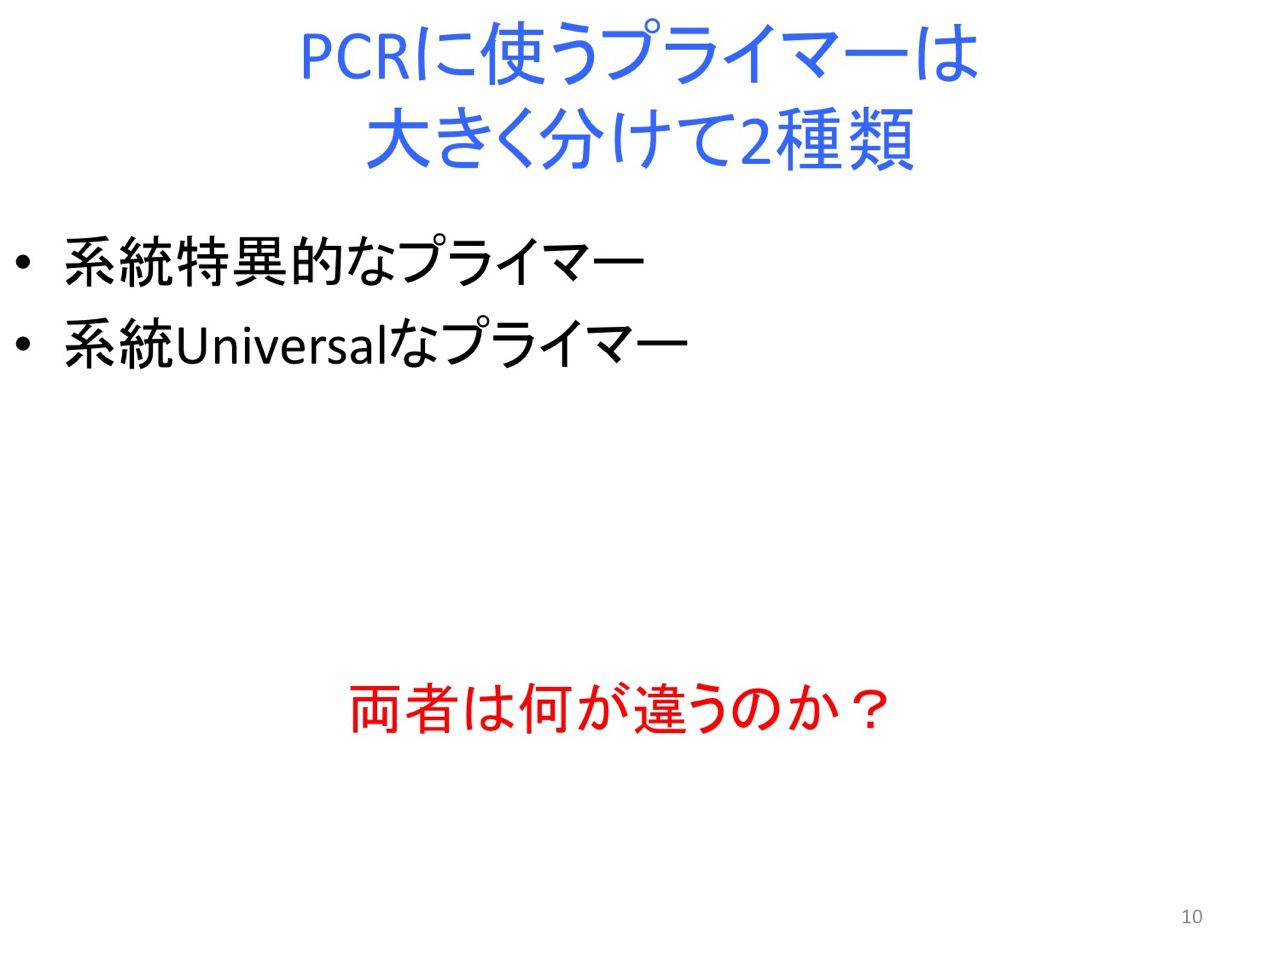 PCRに使うプライマーは
大きく分けて2種類
• 系統特異的なプライマー
• 系統Universalなプライマー
両者は何が違うのか？
10